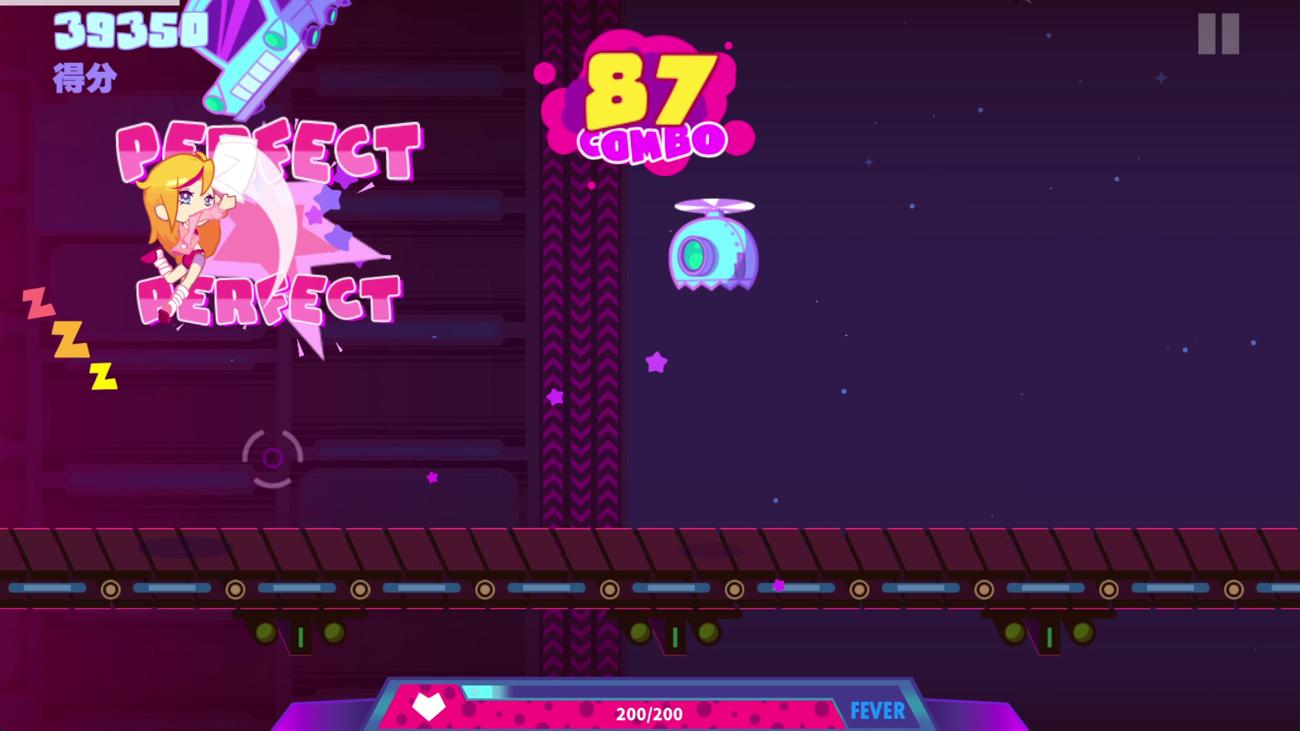 39350
得分
87
COMBO
PERFECT
PERFECT
Z
Z
Z
200/200
FEVER